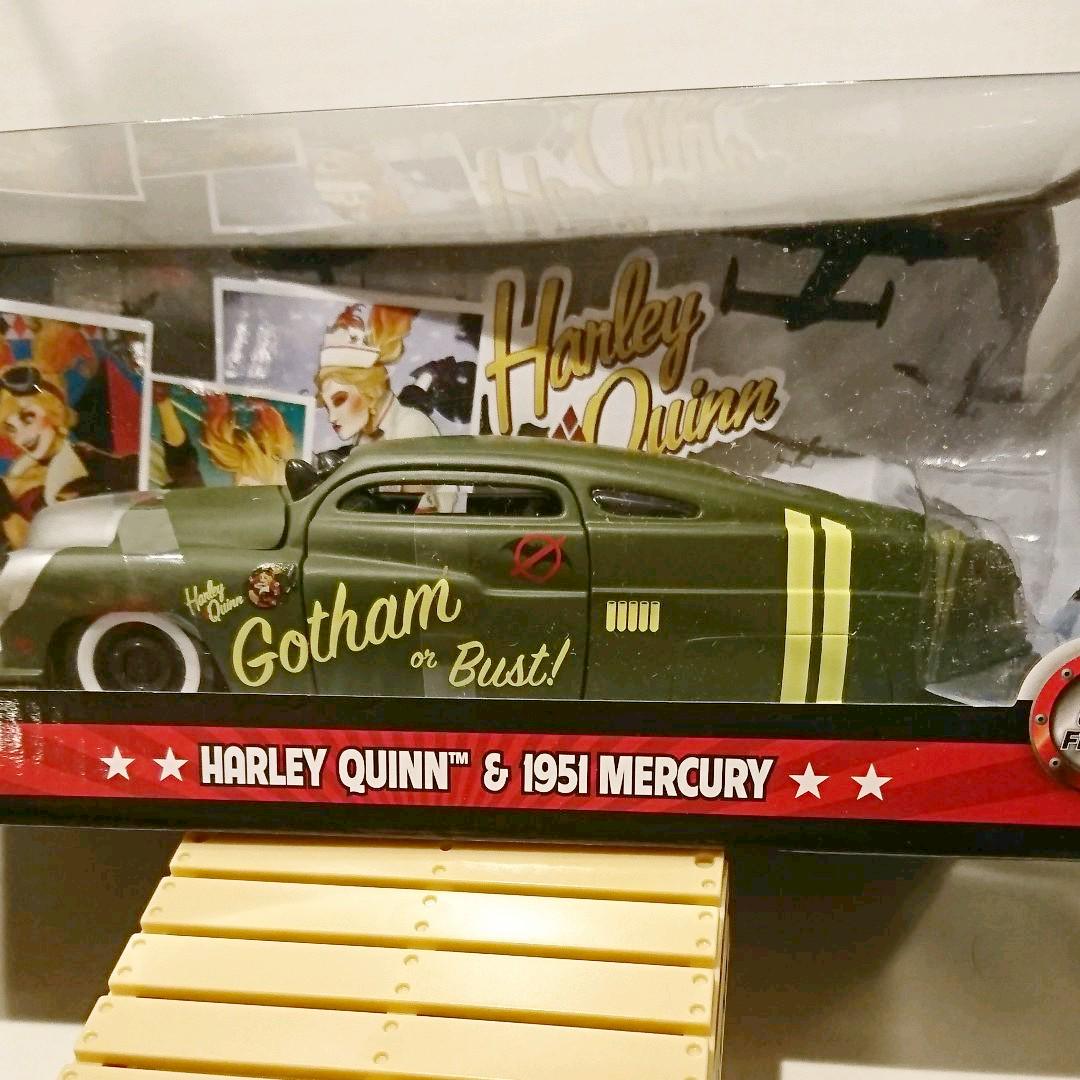 Harley
Quinn
Harley
Quinn
Gotham
or Bust!
HARLEY QUINN™ & 1951 MERCURY